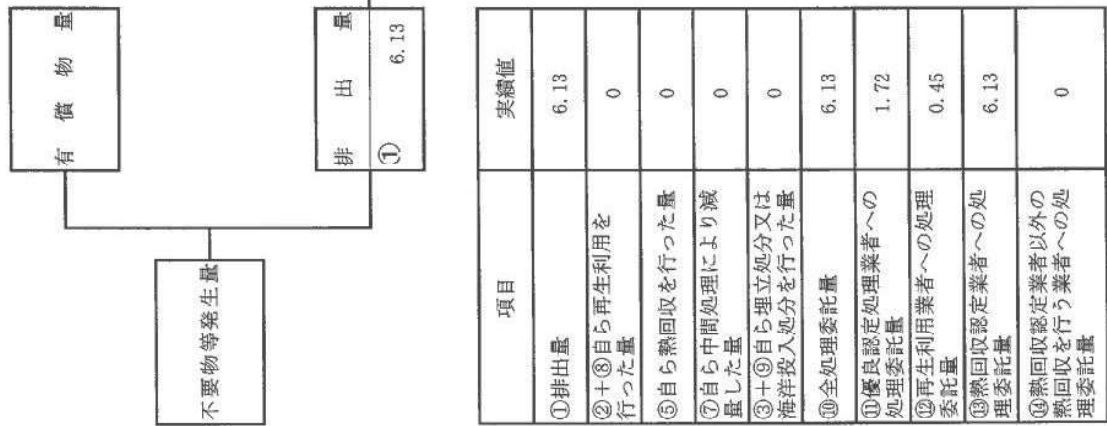 有償物量
排出量
①
6.13
不要物等発生量
項目
実績値
①排出量
6.13
②+⑧自ら再生利用を
行った量
0
⑤自ら熱回収を行った量
0
⑦自ら中間処理により減
量した量
0
③+⑨自ら埋立処分又は
海洋投入処分を行った量
0
⑩全処理委託量
6.13
⑪優良認定処理業者への
処理委託量
1.72
⑫再生利用業者への処理
委託量
0.45
⑬熱回収認定業者への処
理委託量
6.13
⑭熱回収認定業者以外の
熱回収を行う業者への処
理委託量
0